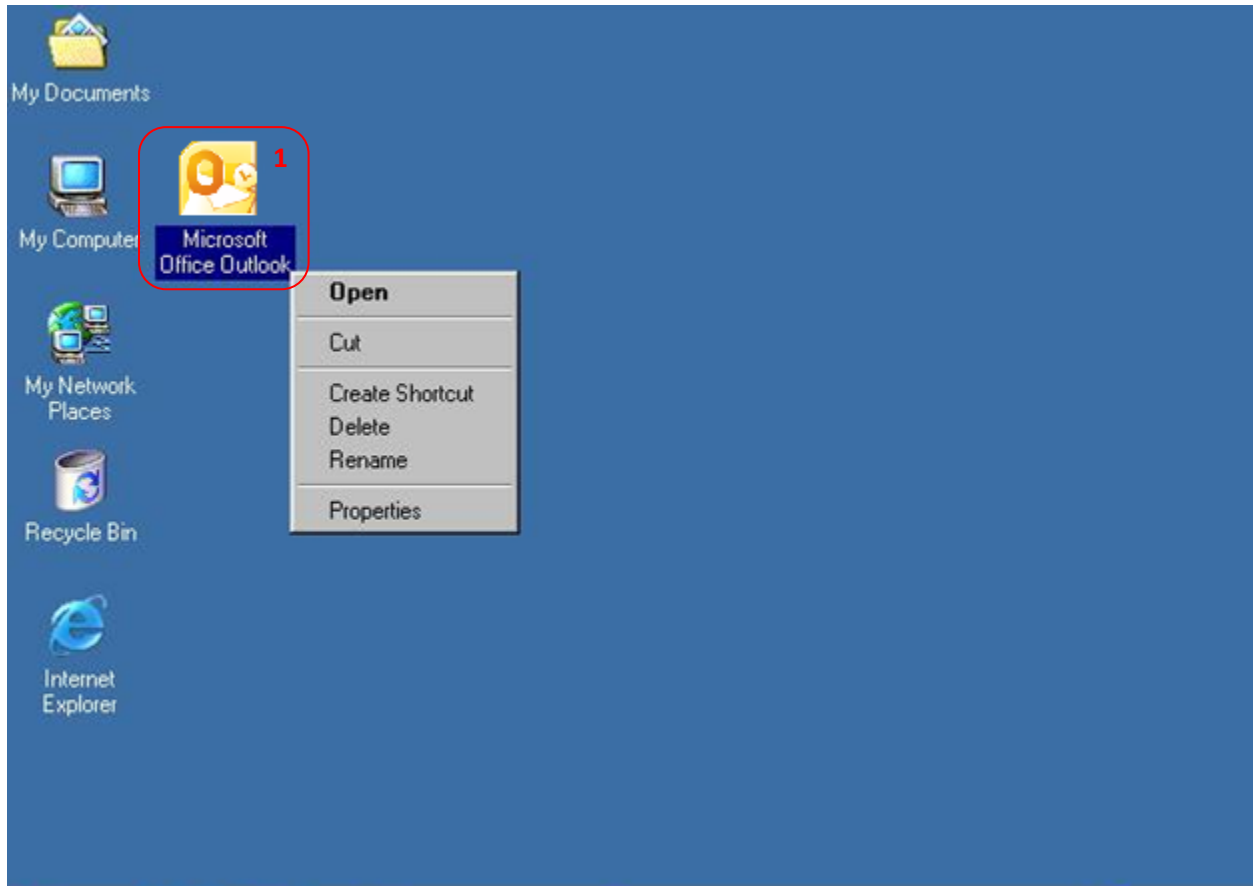 My Documents
1
My Computer
Microsoft
Office Outlook
Open
Cut
Create Shortcut
Delete
Rename
Properties
My Network
Places
Recycle Bin
Internet
Explorer